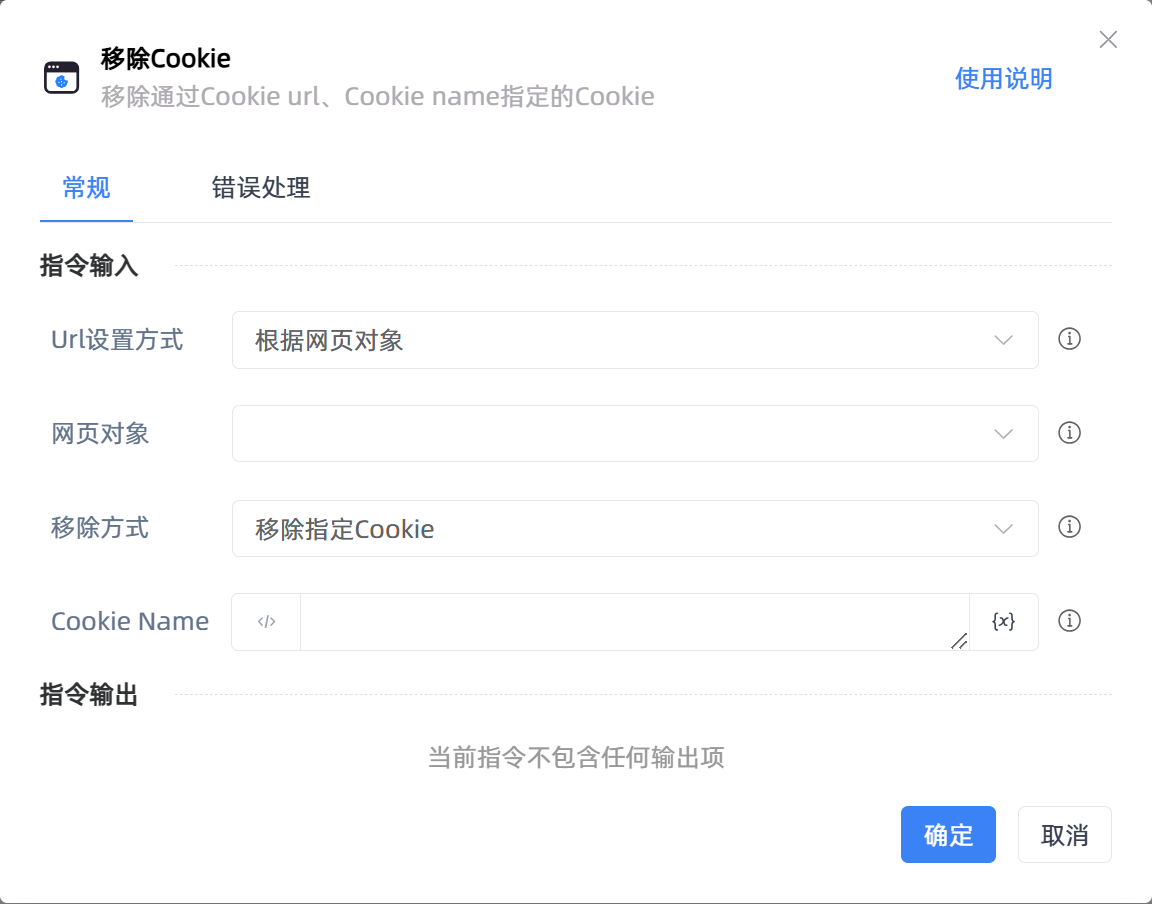 移除Cookie
移除通过Cookie url、Cookie name指定的Cookie
使用说明
常规
错误处理
指令输入
Url设置方式
根据网页对象
网页对象
移除方式
移除指定Cookie
Cookie Name
</>
{x}
指令输出
当前指令不包含任何输出项
确定
取消